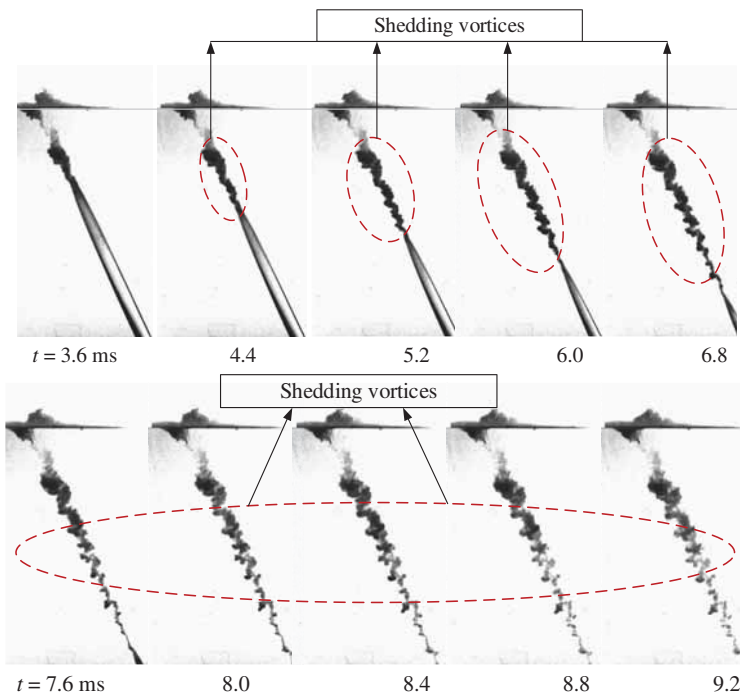 Shedding vortices
t = 3.6 ms 4.4 5.2 6.0 6.8
Shedding vortices
t = 7.6 ms 8.0 8.4 8.8 9.2